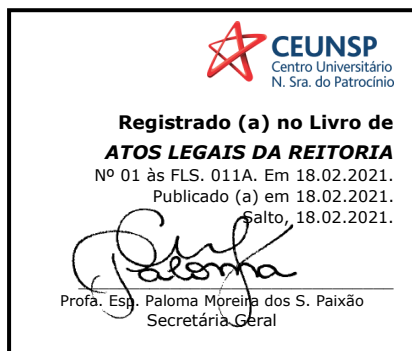 CEUNSP
Centro Universitário
N. Sra. do Patrocínio
Registrado (a) no Livro de
ATOS LEGAIS DA REITORIA
Nº 01 às FLS. 011A. Em 18.02.2021.
Publicado (a) em 18.02.2021.
Salto, 18.02.2021.
Paloma
Profa. Esp. Paloma Moreira dos S. Paixão
Secretária Geral